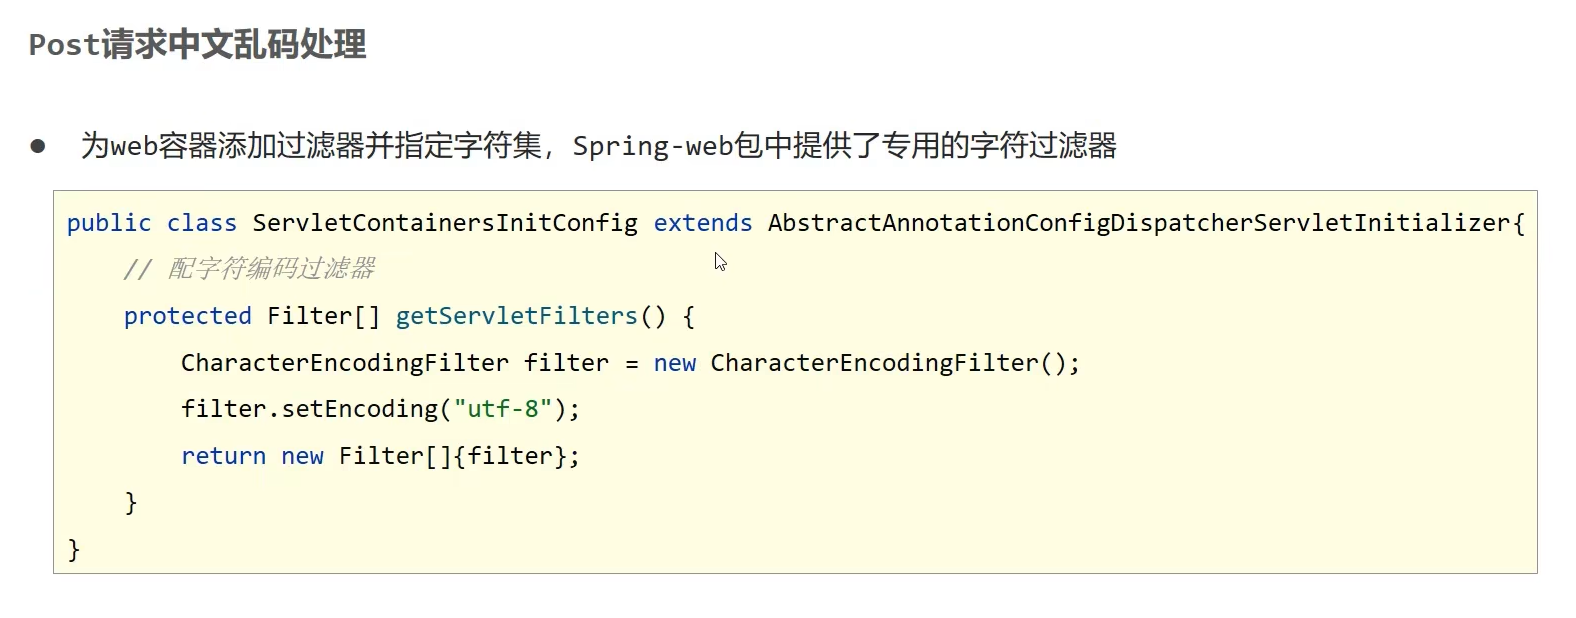 Post请求中文乱码处理
● 为web容器添加过滤器并指定字符集，Spring-web包中提供了专用的字符过滤器
public class ServletContainersInitConfig extends AbstractAnnotationConfigDispatcherServletInitializer{
    // 配字符编码过滤器
    protected Filter[] getServletFilters() {
        CharacterEncodingFilter filter = new CharacterEncodingFilter();
        filter.setEncoding("utf-8");
        return new Filter[]{filter};
    }
}